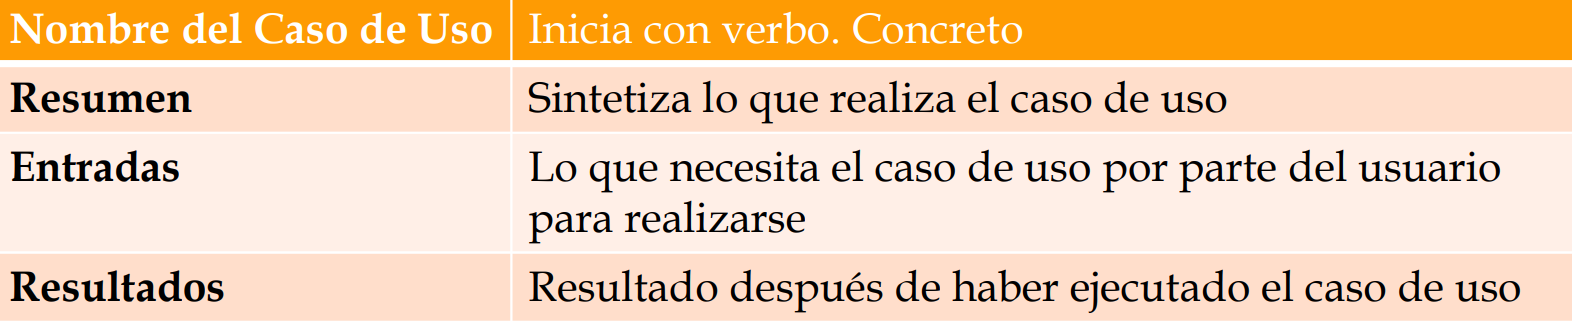 Nombre del Caso de Uso Inicia con verbo. Concreto
Resumen Sintetiza lo que realiza el caso de uso
Entradas Lo que necesita el caso de uso por parte del usuario
para realizarse
Resultados Resultado después de haber ejecutado el caso de uso